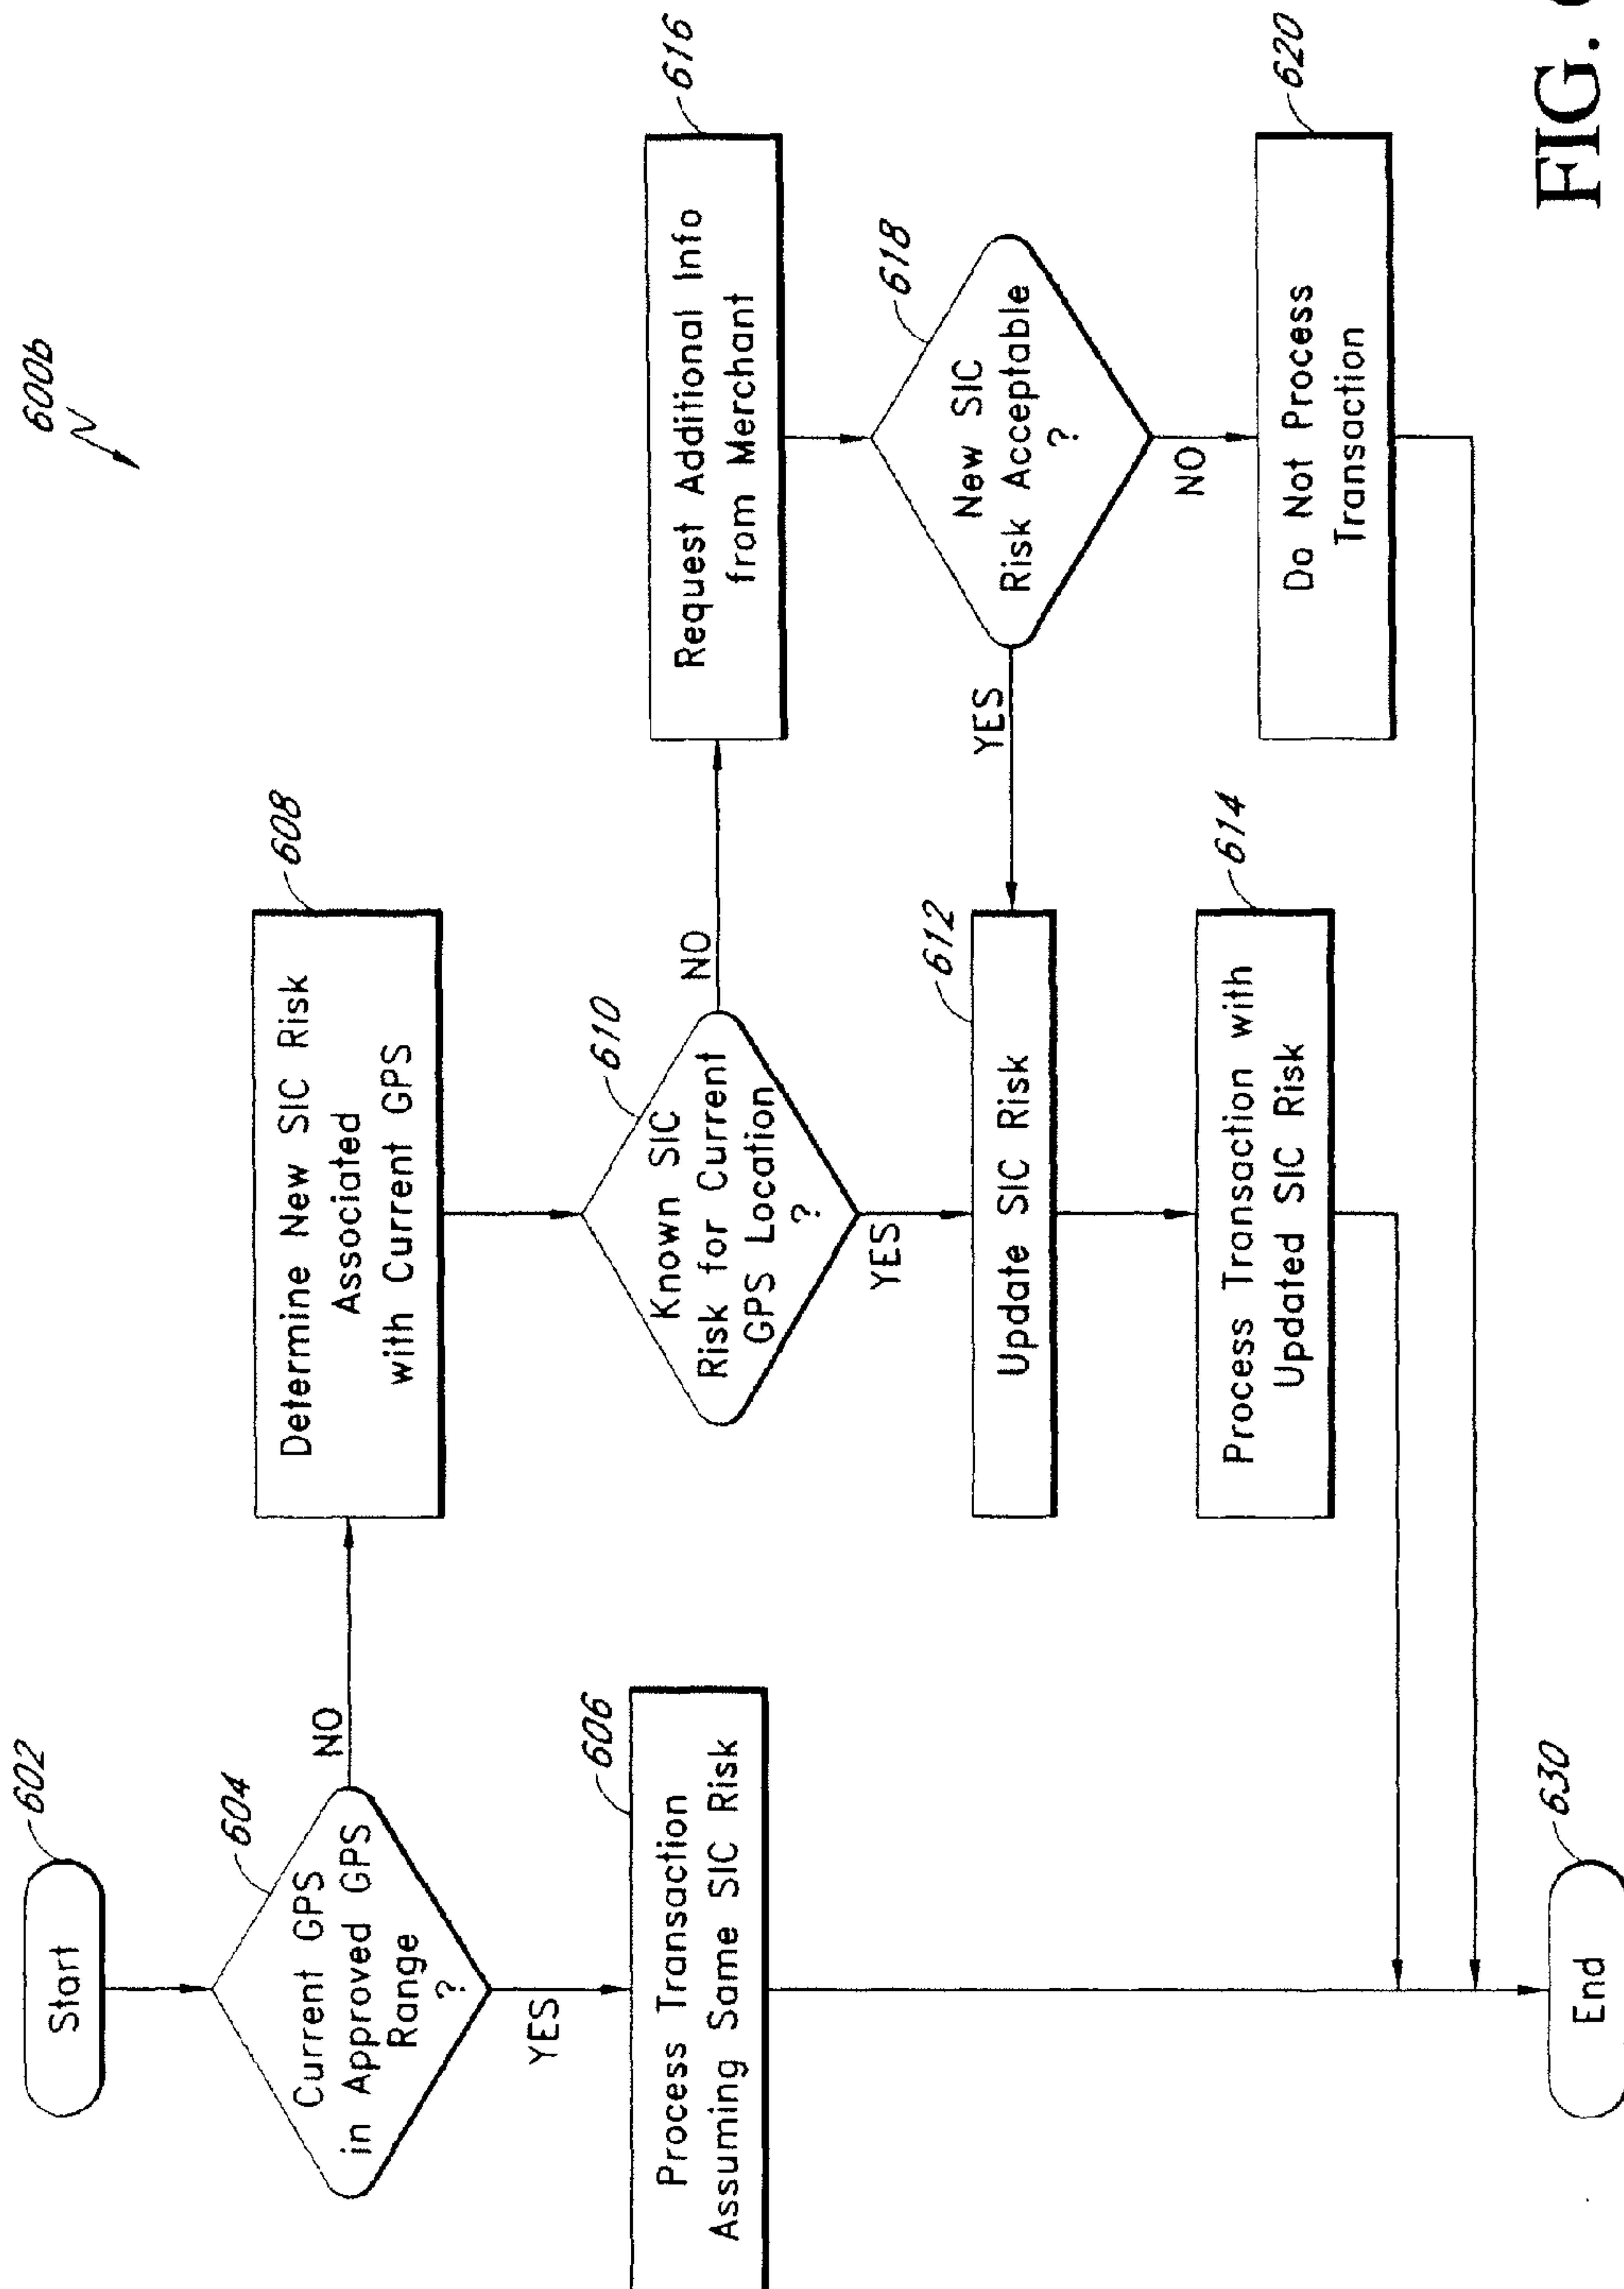 600b
Start
602
Current GPS
in Approved GPS
Range
?
604
NO
YES
Process Transaction
Assuming Same SIC Risk
606
Determine New SIC Risk
Associated
with Current GPS
608
Known SIC
Risk for Current
GPS Location
?
610
NO
YES
Update SIC Risk
612
Process Transaction with
Updated SIC Risk
614
Request Additional Info
from Merchant
616
New SIC
Risk Acceptable
?
618
YES
NO
Do Not Process
Transaction
620
End
630
FIG.